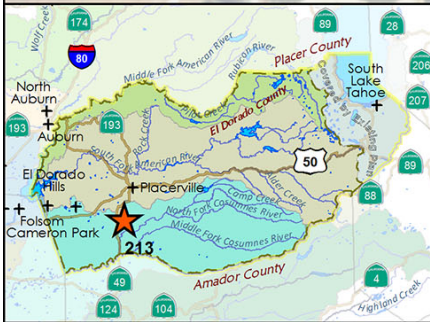 174
89
28
Wolf Creek
80
Middle Fork American River
Rubicon River
Placer County
South
Lake
Tahoe
206
207
North
Auburn
193
Auburn
193
Rock Creek
Pilot Creek
El Dorado County
South Fork American River
50
89
El Dorado
Hills
Placerville
Camp Creek
North Fork Cosumnes River
Middle Fork Cosumnes River
88
Folsom
Cameron Park
213
Amador County
49
124
104
4
Highland Creek